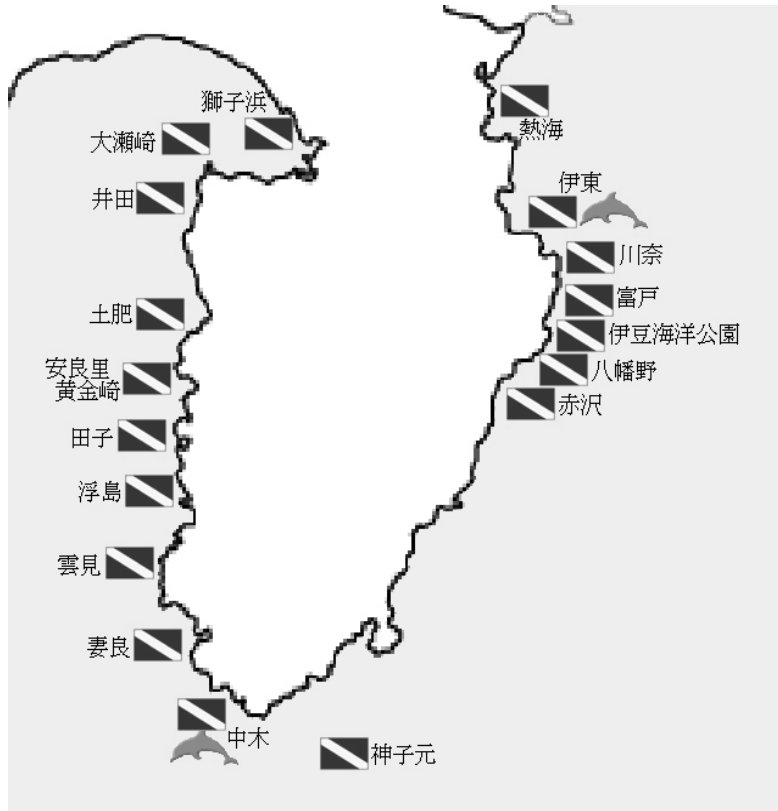 獅子浜
大瀬崎
熱海
井田
伊東
川奈
富戸
土肥
伊豆海洋公園
安良里
黄金崎
八幡野
赤沢
田子
浮島
雲見
妻良
中木
神子元